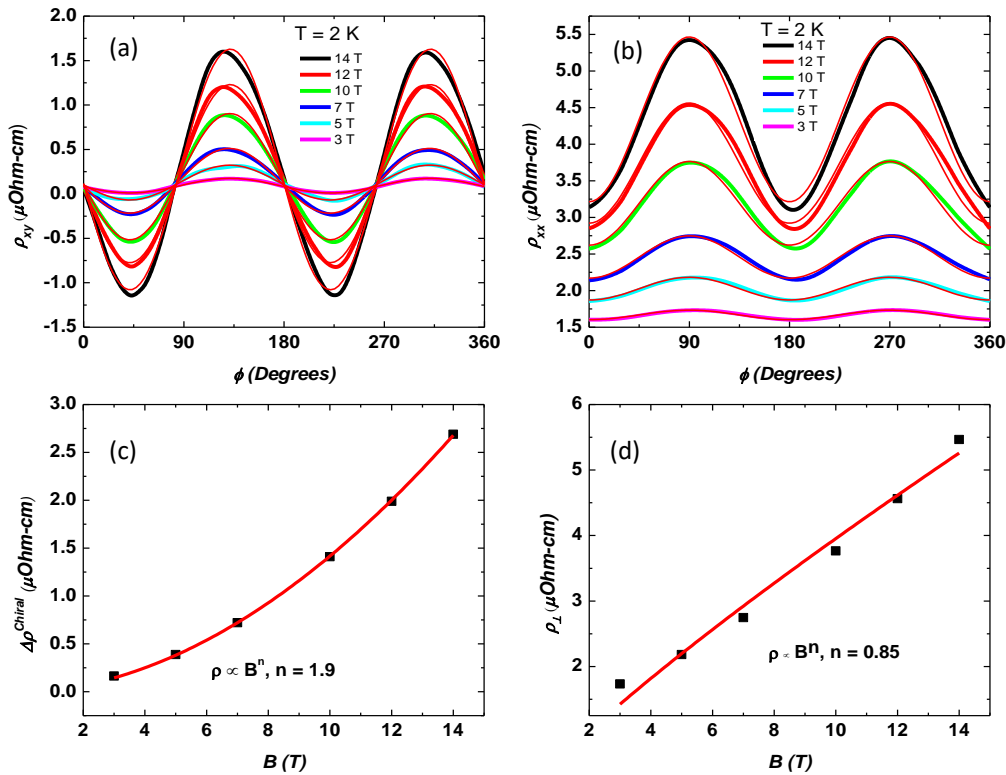 (a)
T = 2 K
14 T
12 T
10 T
7 T
5 T
3 T
2.0
1.5
1.0
0.5
0.0
-0.5
-1.0
-1.5
ρxy (µOhm-cm)
0 90 180 270 360
ϕ (Degrees)
(b)
T = 2 K
14 T
12 T
10 T
7 T
5 T
3 T
5.5
5.0
4.5
4.0
3.5
3.0
2.5
2.0
1.5
ρxx (µOhm-cm)
0 90 180 270 360
ϕ (Degrees)
(c)
3.0
2.5
2.0
1.5
1.0
0.5
0.0
Δρ^Chiral (µOhm-cm)
ρ ∝ B^n, n = 1.9
2 4 6 8 10 12 14
B (T)
(d)
6
5
4
3
2
ρ⊥ (µOhm-cm)
ρ ∝ B^n, n = 0.85
2 4 6 8 10 12 14
B (T)